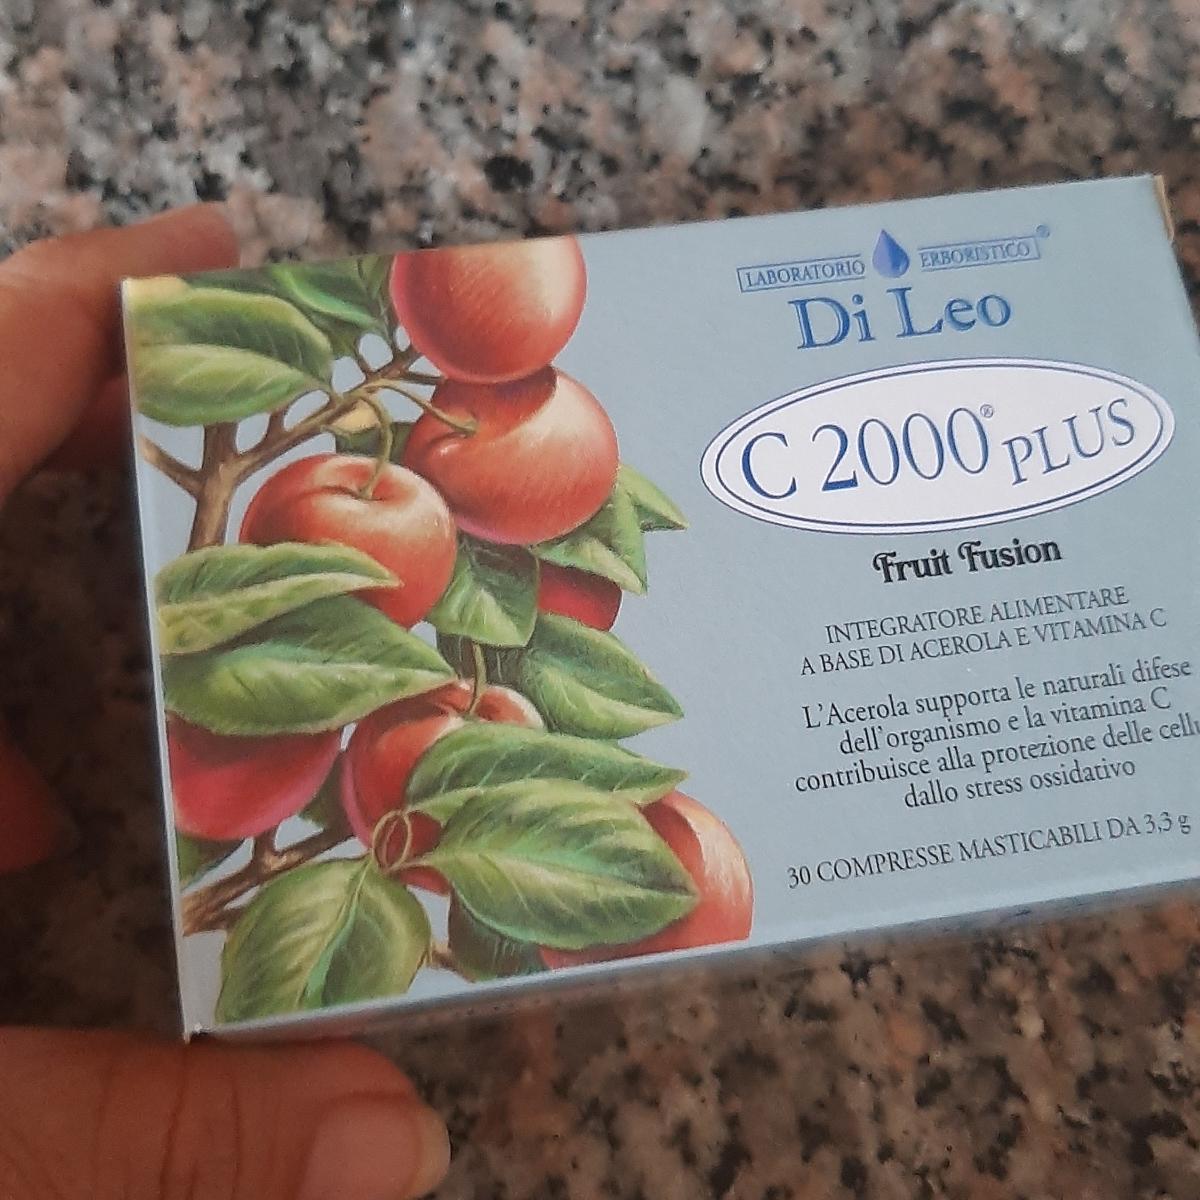 LABORATORIO ERBORISTICO®
Di Leo
C 2000® PLUS
Fruit Fusion
INTEGRATORE ALIMENTARE
A BASE DI ACEROLA E VITAMINA C
L'Acerola supporta le naturali difese
dell'organismo e la vitamina C
contribuisce alla protezione delle
dallo stress ossidativo
30 COMPRESSE MASTICABILI DA 3,3 g